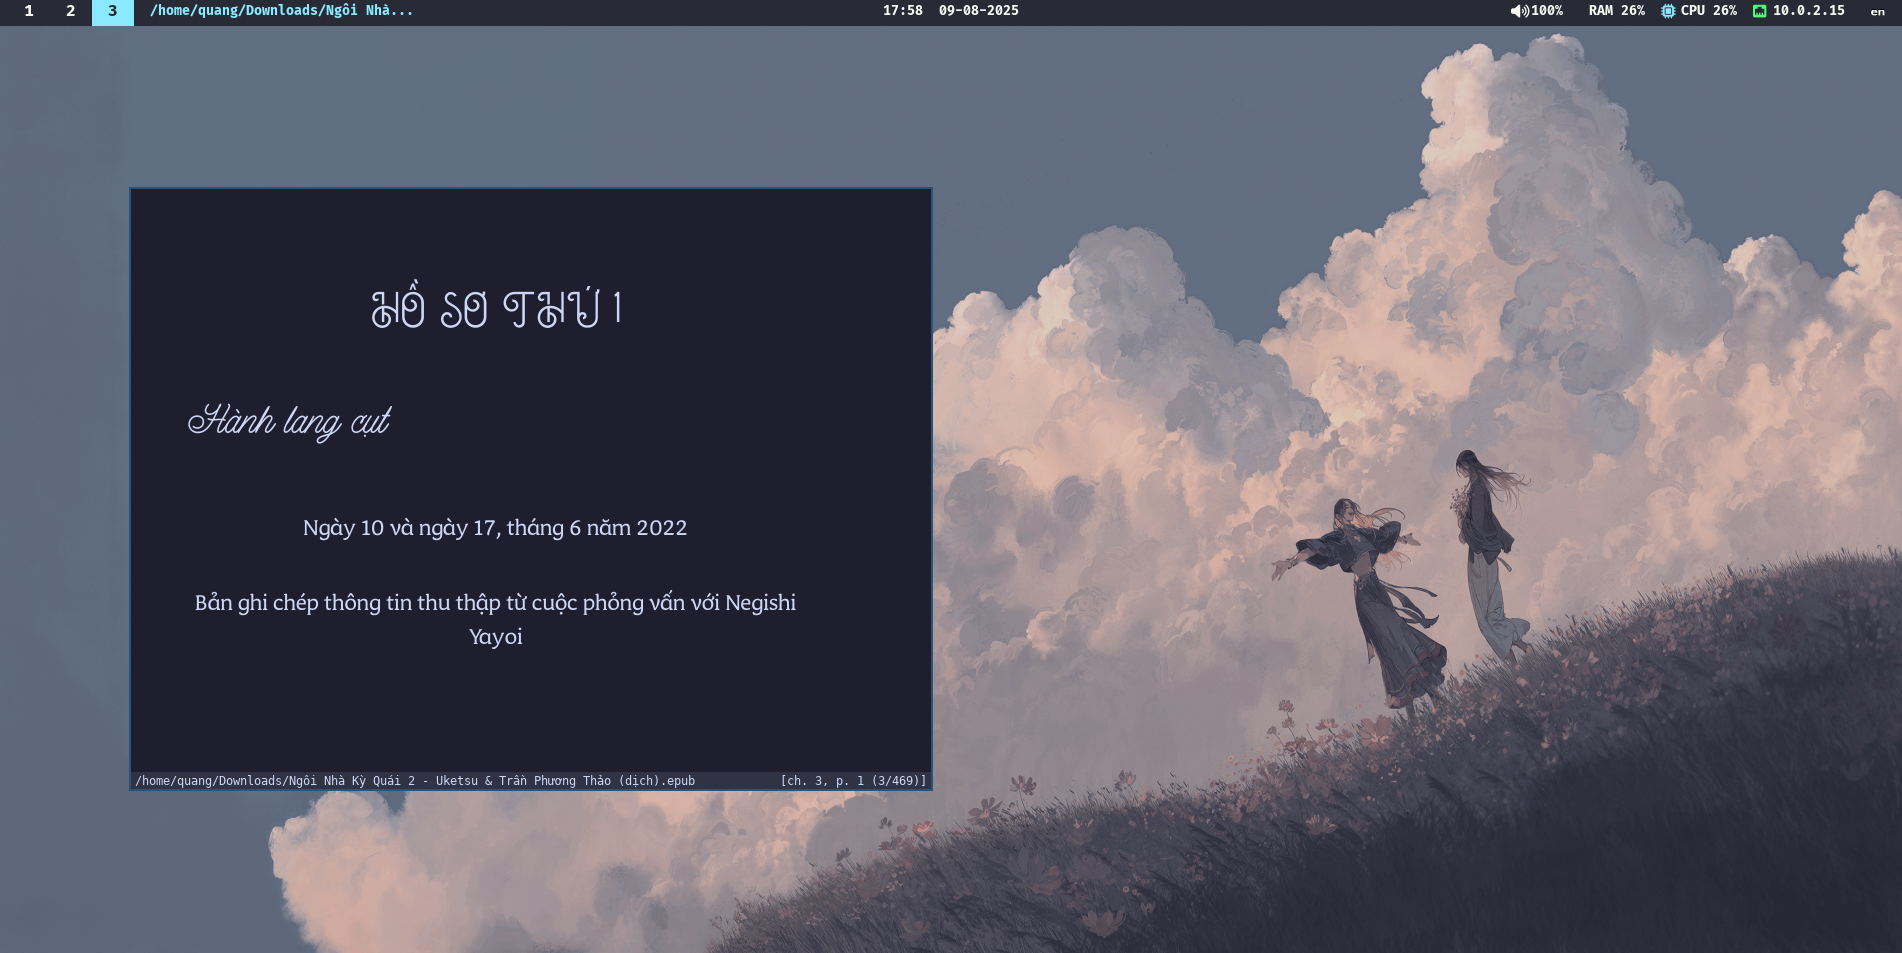 1 2 3 /home/quang/Downloads/Ngôi Nhà... 17:58 09-08-2025 100% RAM 26% CPU 26% 10.0.2.15 en
HỒ SƠ THỨ 1
Hành lang cụt
Ngày 10 và ngày 17, tháng 6 năm 2022
Bản ghi chép thông tin thu thập từ cuộc phỏng vấn với Negishi
Yayoi
/home/quang/Downloads/Ngôi Nhà Kỳ Quái 2 - Uketsu & Trần Phương Thảo (dịch).epub [ch. 3, p. 1 (3/469)]